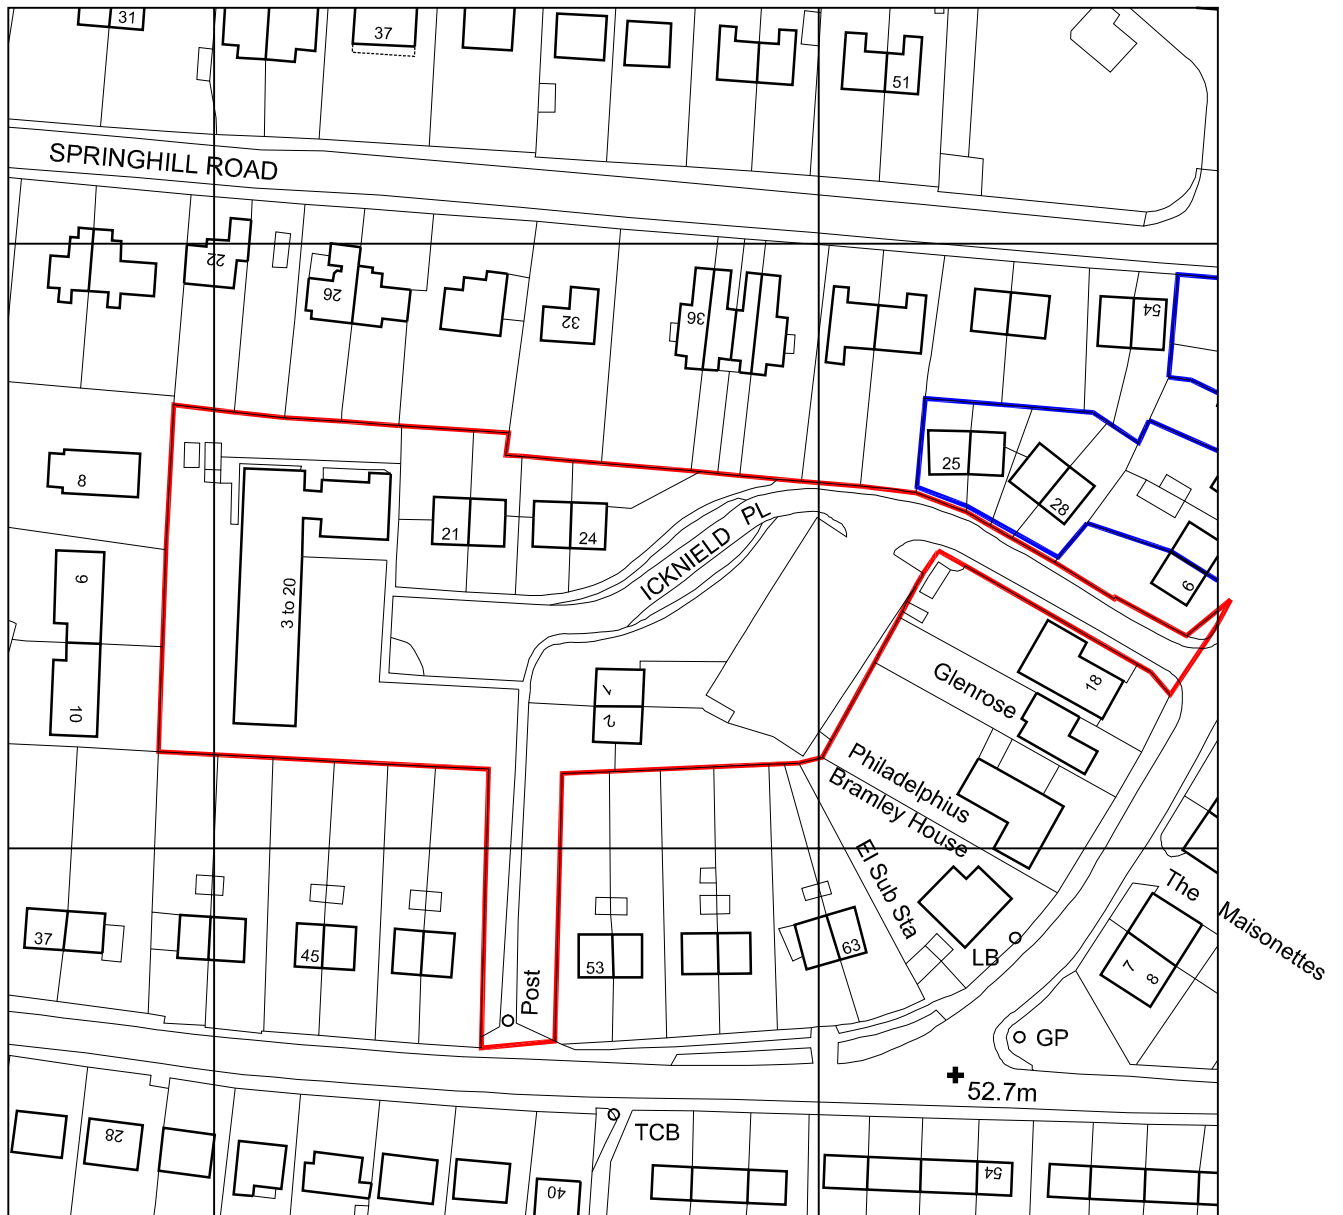 31
37
51
SPRINGHILL ROAD
22
26
32
36
54
8
25
28
21
24
ICKNIELD PL
9
3 to 20
6
10
1
2
Glenrose
18
Philadelphius
Bramley House
El Sub Sta
The Maisonettes
37
45
53
63
LB
7
8
Post
GP
52.7m
28
TCB
40
54